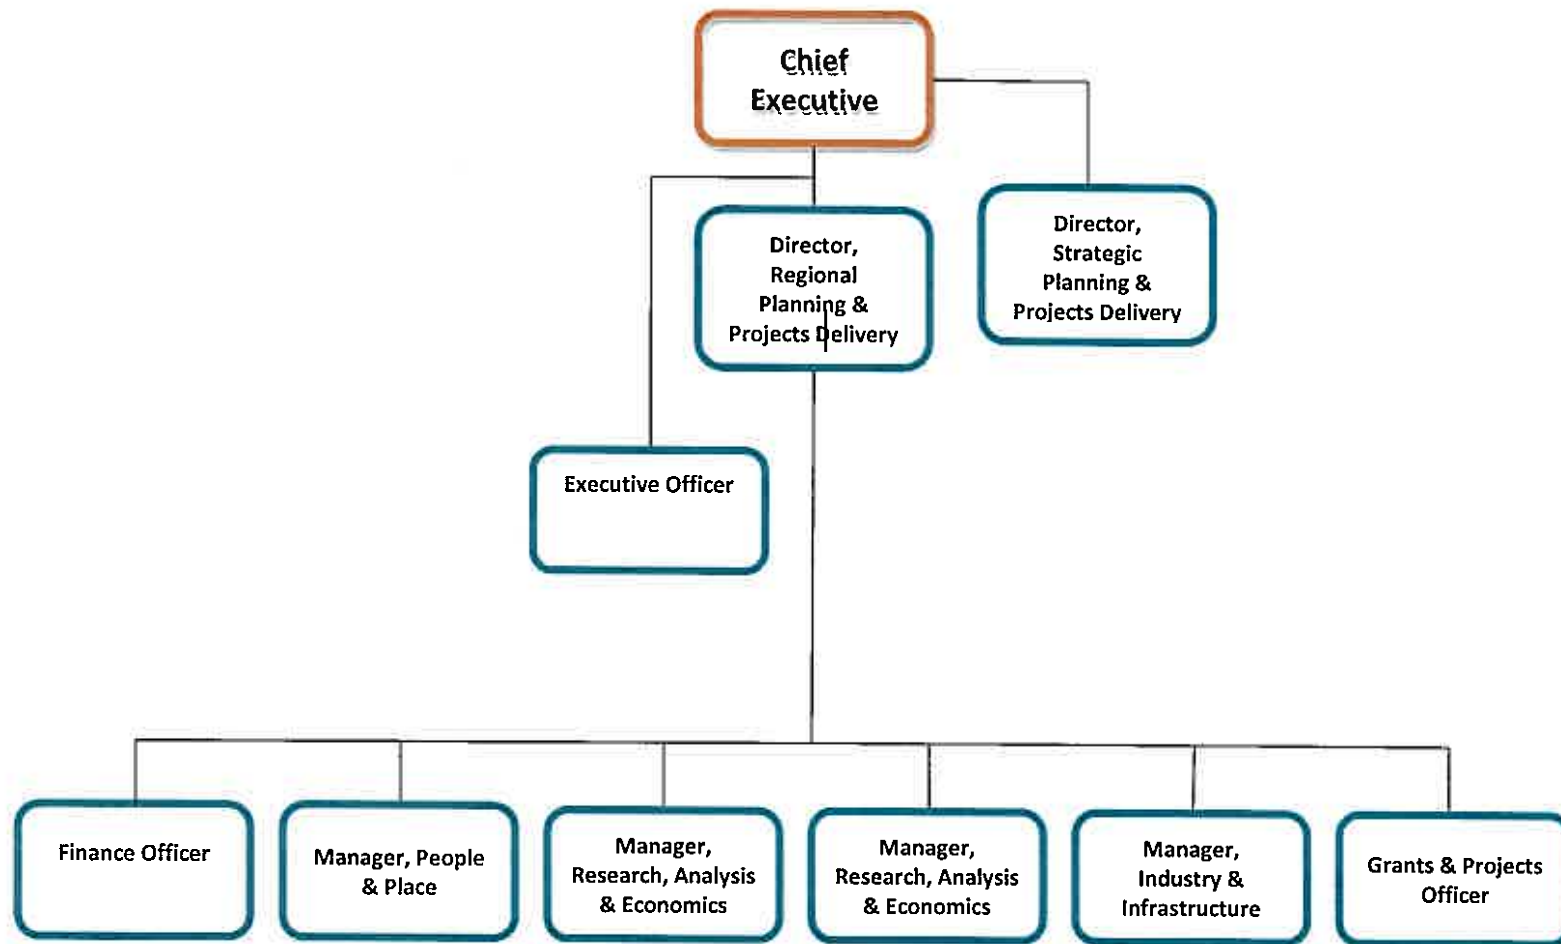 Chief
Executive
Director,
Regional
Planning &
Projects Delivery
Director,
Strategic
Planning &
Projects Delivery
Executive Officer
Finance Officer
Manager, People
& Place
Manager,
Research, Analysis
& Economics
Manager,
Research, Analysis
& Economics
Manager,
Industry &
Infrastructure
Grants & Projects
Officer